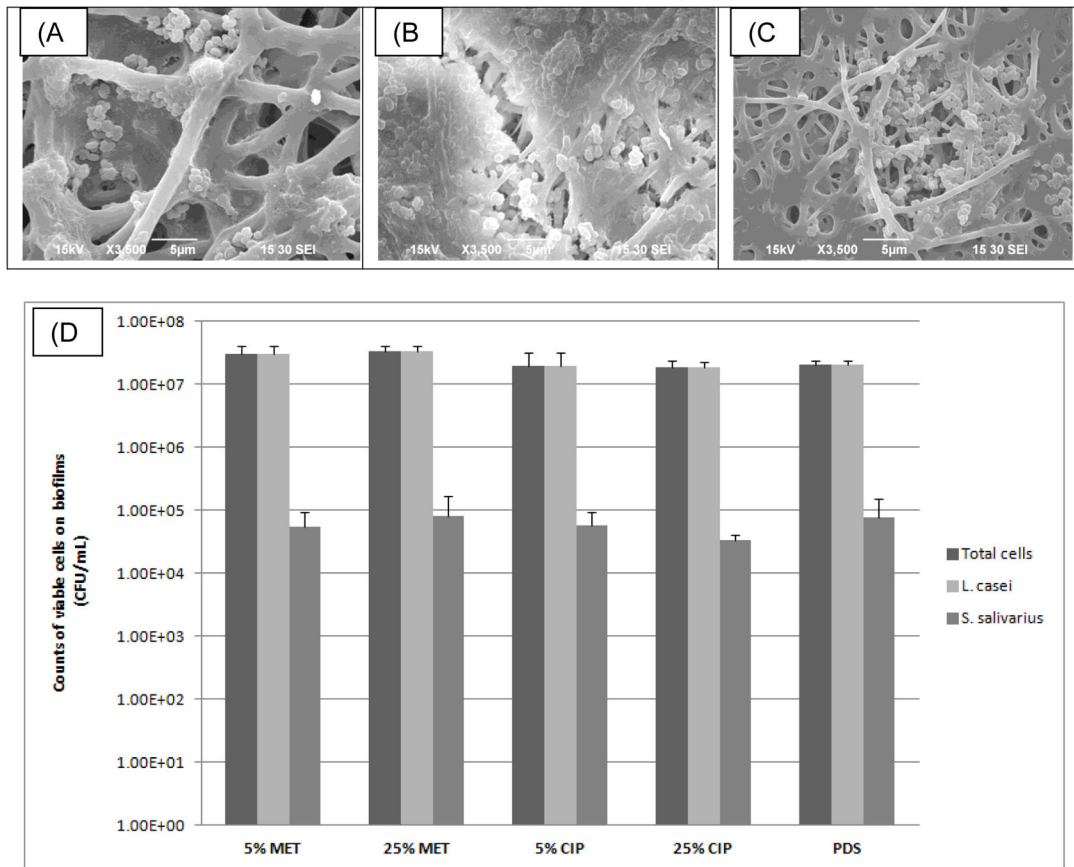 (A
15kV X3,500 5μm 15 30 SEI
(B
15kV X3,500 5μm 15 30 SEI
(C
15kV X3,500 5μm 15 30 SEI
(D
Counts of viable cells on biofilms
(CFU/mL)
1.00E+08
1.00E+07
1.00E+06
1.00E+05
1.00E+04
1.00E+03
1.00E+02
1.00E+01
1.00E+00
5% MET
25% MET
5% CIP
25% CIP
PDS
Total cells
L. casei
S. salivarius